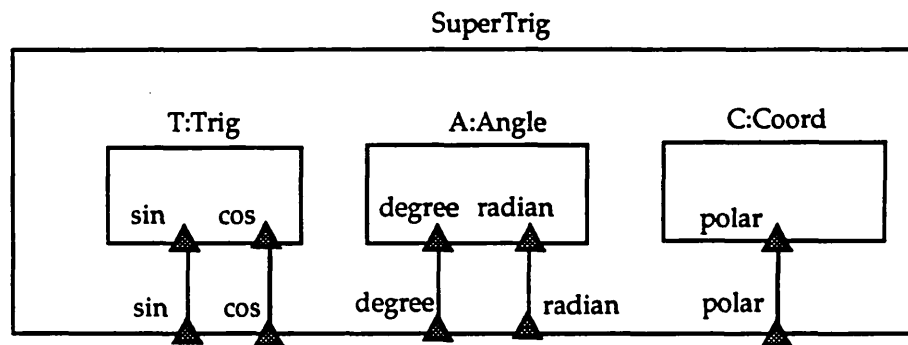 SuperTrig
T:Trig A:Angle C:Coord
sin cos degree radian polar
sin cos degree radian polar